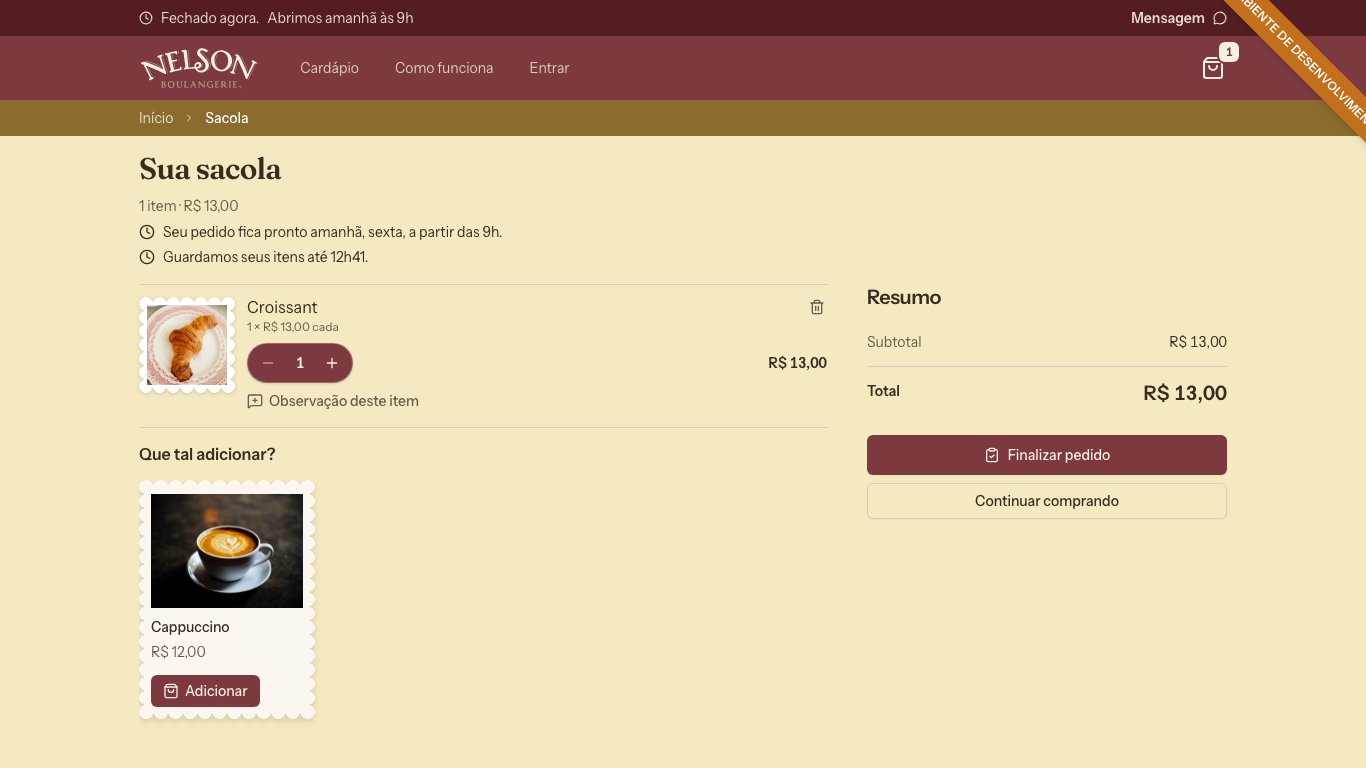 Fechado agora. Abrimos amanhã às 9h
Mensagem
NELSON
BOULANGERIE
Cardápio
Como funciona
Entrar
1
Início
Sacola
Sua sacola
1 item · R$ 13,00
Seu pedido fica pronto amanhã, sexta, a partir das 9h.
Guardamos seus itens até 12h41.
Croissant
1 × R$ 13,00 cada
1
R$ 13,00
Observação deste item
Que tal adicionar?
Cappuccino
R$ 12,00
Adicionar
Resumo
Subtotal
R$ 13,00
Total
R$ 13,00
Finalizar pedido
Continuar comprando
DE DESENVOLVIMEN